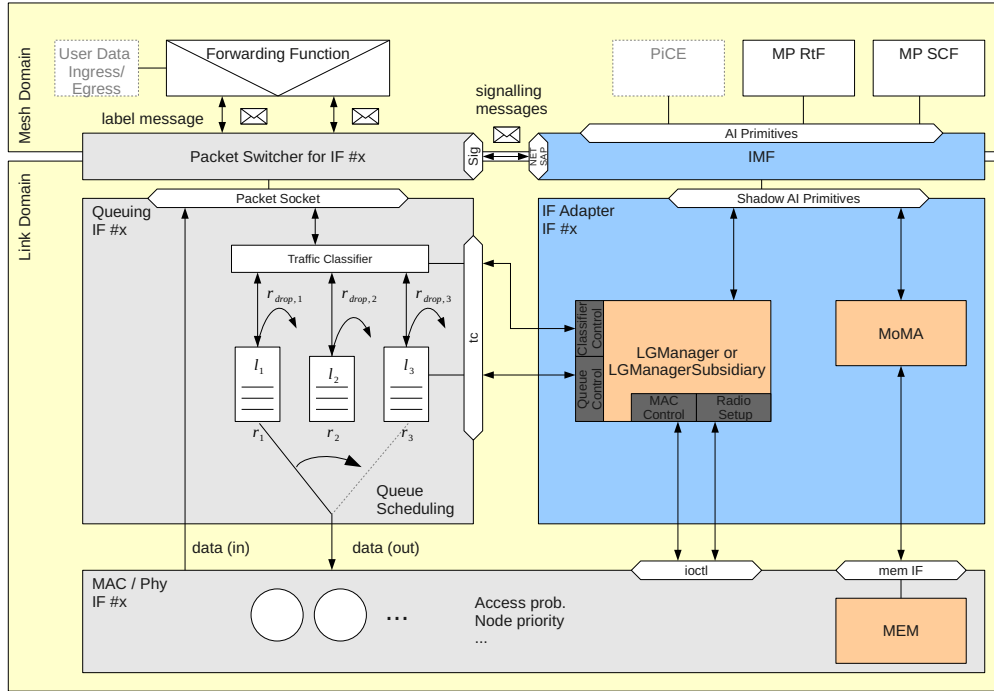 Mesh Domain
User Data
Ingress/
Egress
Forwarding Function
PiCE
MP RtF
MP SCF
label message
signalling
messages
AI Primitives
Packet Switcher for IF #x
Sig
NET
SAP
IMF
Link Domain
Packet Socket
Shadow AI Primitives
Queuing
IF #x
IF Adapter
IF #x
Traffic Classifier
r drop,1
r drop,2
r drop,3
tc
l1
l2
l3
r1
r2
r3
Queue
Scheduling
Classifier
Control
Queue
Control
LGManager or
LGManagerSubsidiary
MAC
Control
Radio
Setup
MoMA
data (in)
data (out)
ioctl
mem IF
MAC / Phy
IF #x
...
Access prob.
Node priority
...
MEM